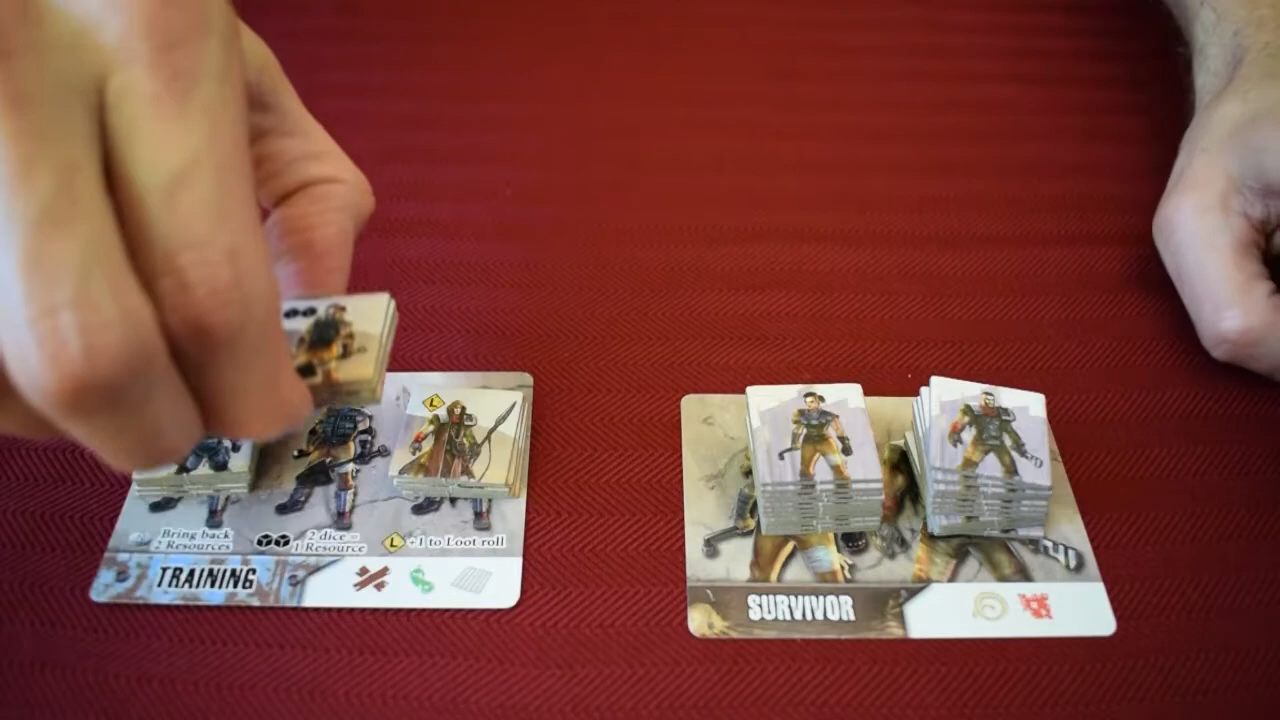 Bring back
2 Resources
2 dice =
1 Resource
L
+1 to Loot roll
L
TRAINING
SURVIVOR